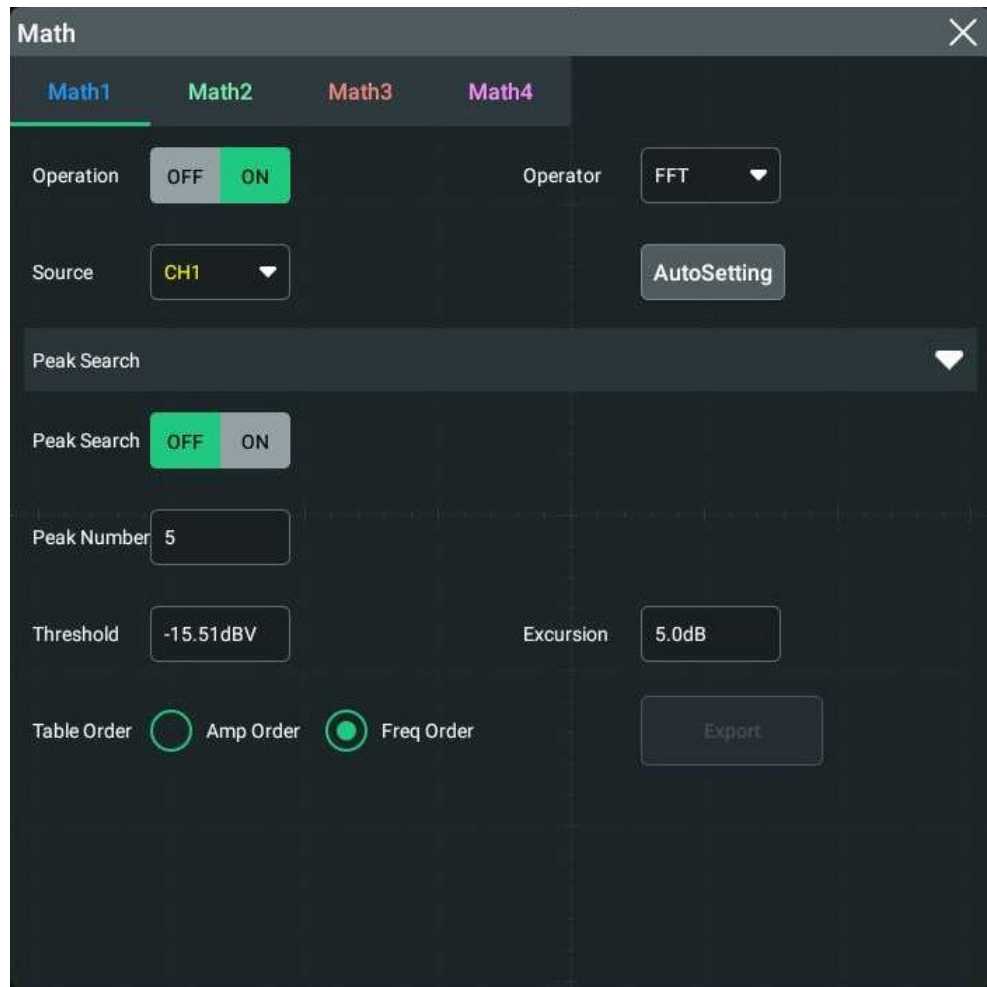 Math
Math1 Math2 Math3 Math4
Operation OFF ON Operator FFT
Source CH1 AutoSetting
Peak Search
Peak Search OFF ON
Peak Number 5
Threshold -15.51dBV Excursion 5.0dB
Table Order Amp Order Freq Order Export